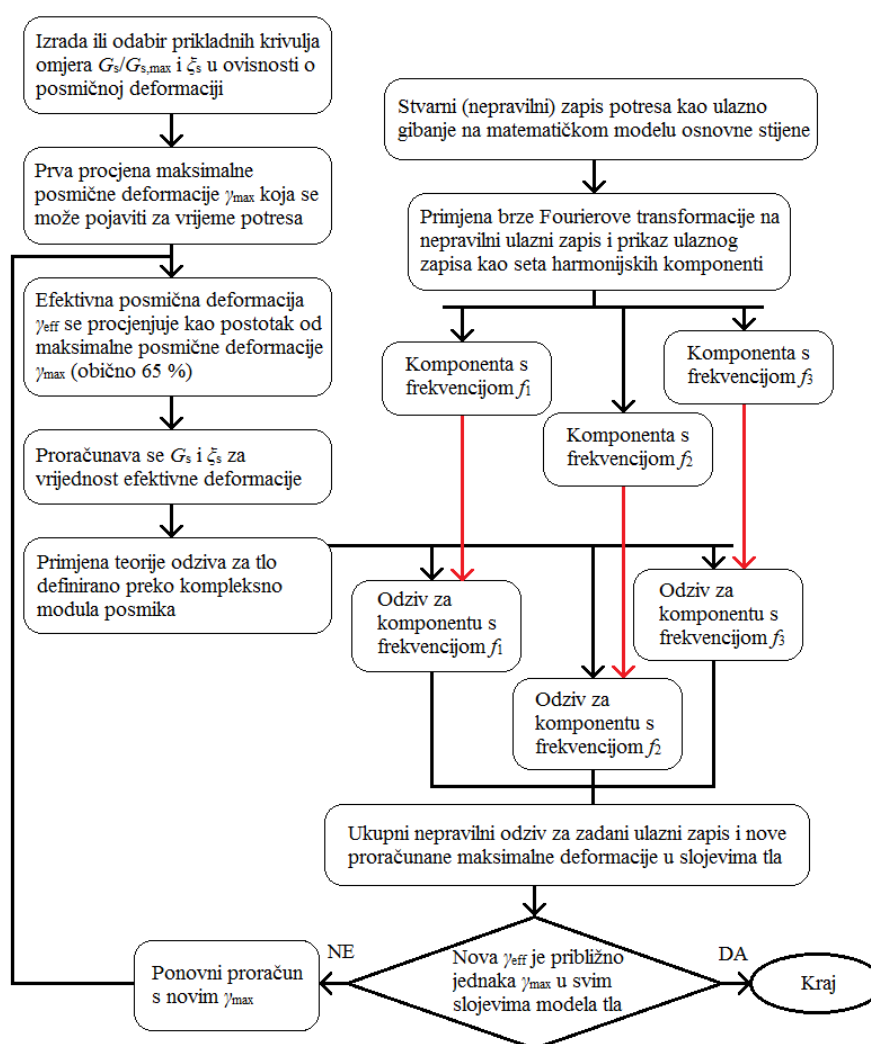 Izrada ili odabir prikladnih krivulja
omjera Gs/Gs,max i ξs u ovisnosti o
posmičnoj deformaciji
Prva procjena maksimalne
posmične deformacije γmax koja se
može pojaviti za vrijeme potresa
Efektivna posmična deformacija
γeff se procjenjuje kao postotak od
maksimalne posmične deformacije
γmax (obično 65 %)
Proračunava se Gs i ξs za
vrijednost efektivne deformacije
Primjena teorije odziva za tlo
definirano preko kompleksno
modula posmika
Stvarni (nepravilni) zapis potresa kao ulazno
gibanje na matematičkom modelu osnovne stijene
Primjena brze Fourierove transformacije na
nepravilni ulazni zapis i prikaz ulaznog
zapisa kao seta harmonijskih komponenti
Komponenta s
frekvencijom f1
Komponenta s
frekvencijom f2
Komponenta s
frekvencijom f3
Odziv za
komponentu s
frekvencijom f1
Odziv za
komponentu s
frekvencijom f2
Odziv za
komponentu s
frekvencijom f3
Ukupni nepravilni odziv za zadani ulazni zapis i nove
proračunane maksimalne deformacije u slojevima tla
Nova γeff je približno
jednaka γmax u svim
slojevima modela tla
NE
Ponovni proračun
s novim γmax
DA
Kraj